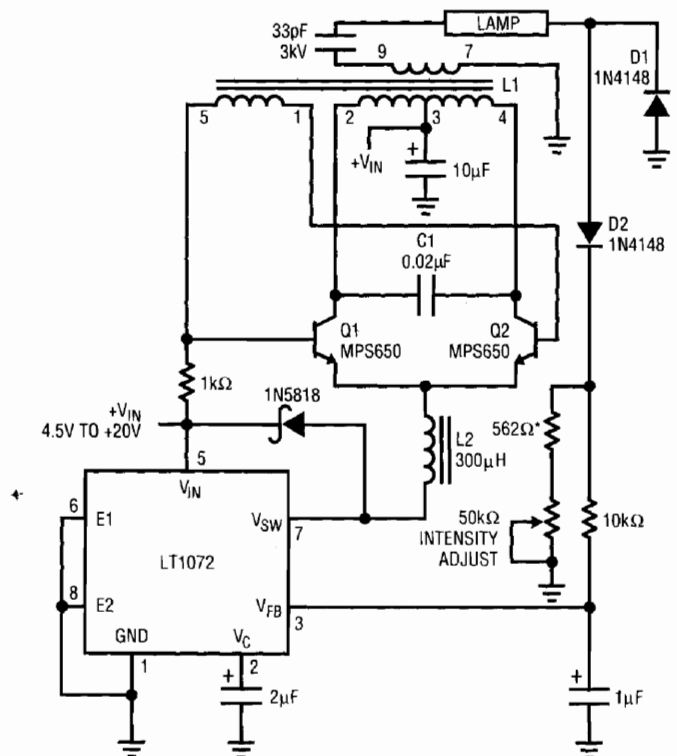 33pF
3kV
LAMP
9
7
D1
1N4148
L1
5
1
2
3
4
+VIN
+
10µF
D2
1N4148
C1
0.02µF
Q1
MPS650
Q2
MPS650
1kΩ
1N5818
+VIN
4.5V TO +20V
562Ω*
L2
300µH
5
VIN
6
E1
VSW
7
50kΩ
INTENSITY
ADJUST
10kΩ
LT1072
8
E2
VFB
3
GND
VC
1
2
+
2µF
+
1µF